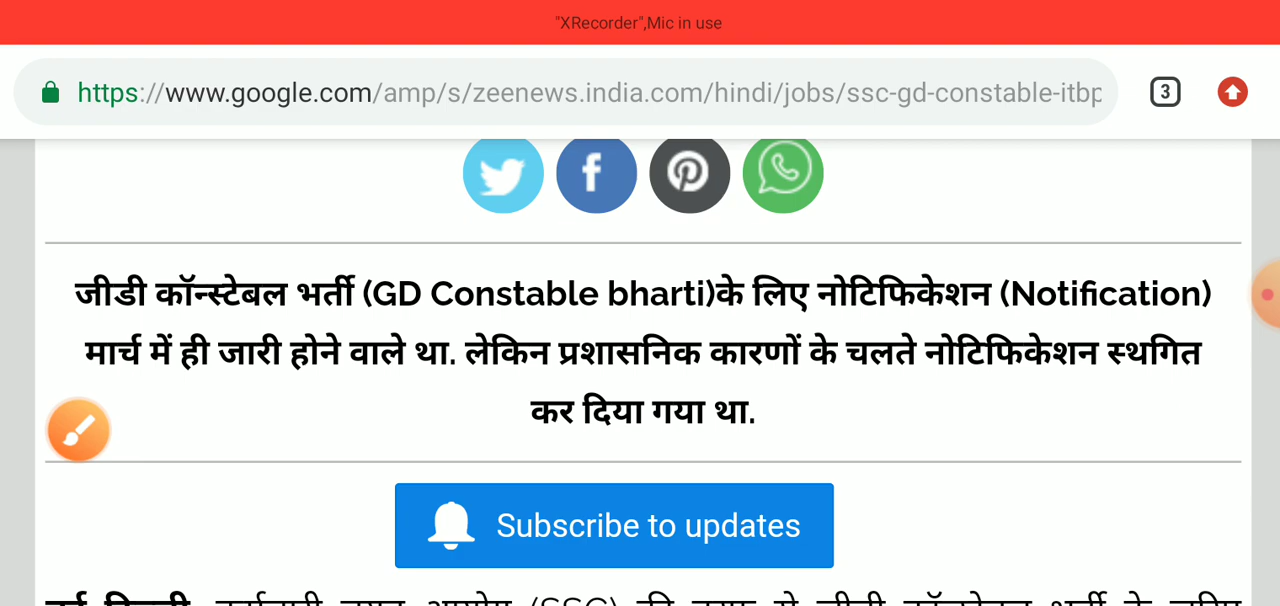 "XRecorder",Mic in use
https://www.google.com/amp/s/zeenews.india.com/hindi/jobs/ssc-gd-constable-itbp
3
जीडी कॉन्स्टेबल भर्ती (GD Constable bharti)के लिए नोटिफिकेशन (Notification)
मार्च में ही जारी होने वाले था. लेकिन प्रशासनिक कारणों के चलते नोटिफिकेशन स्थगित
कर दिया गया था.
Subscribe to updates